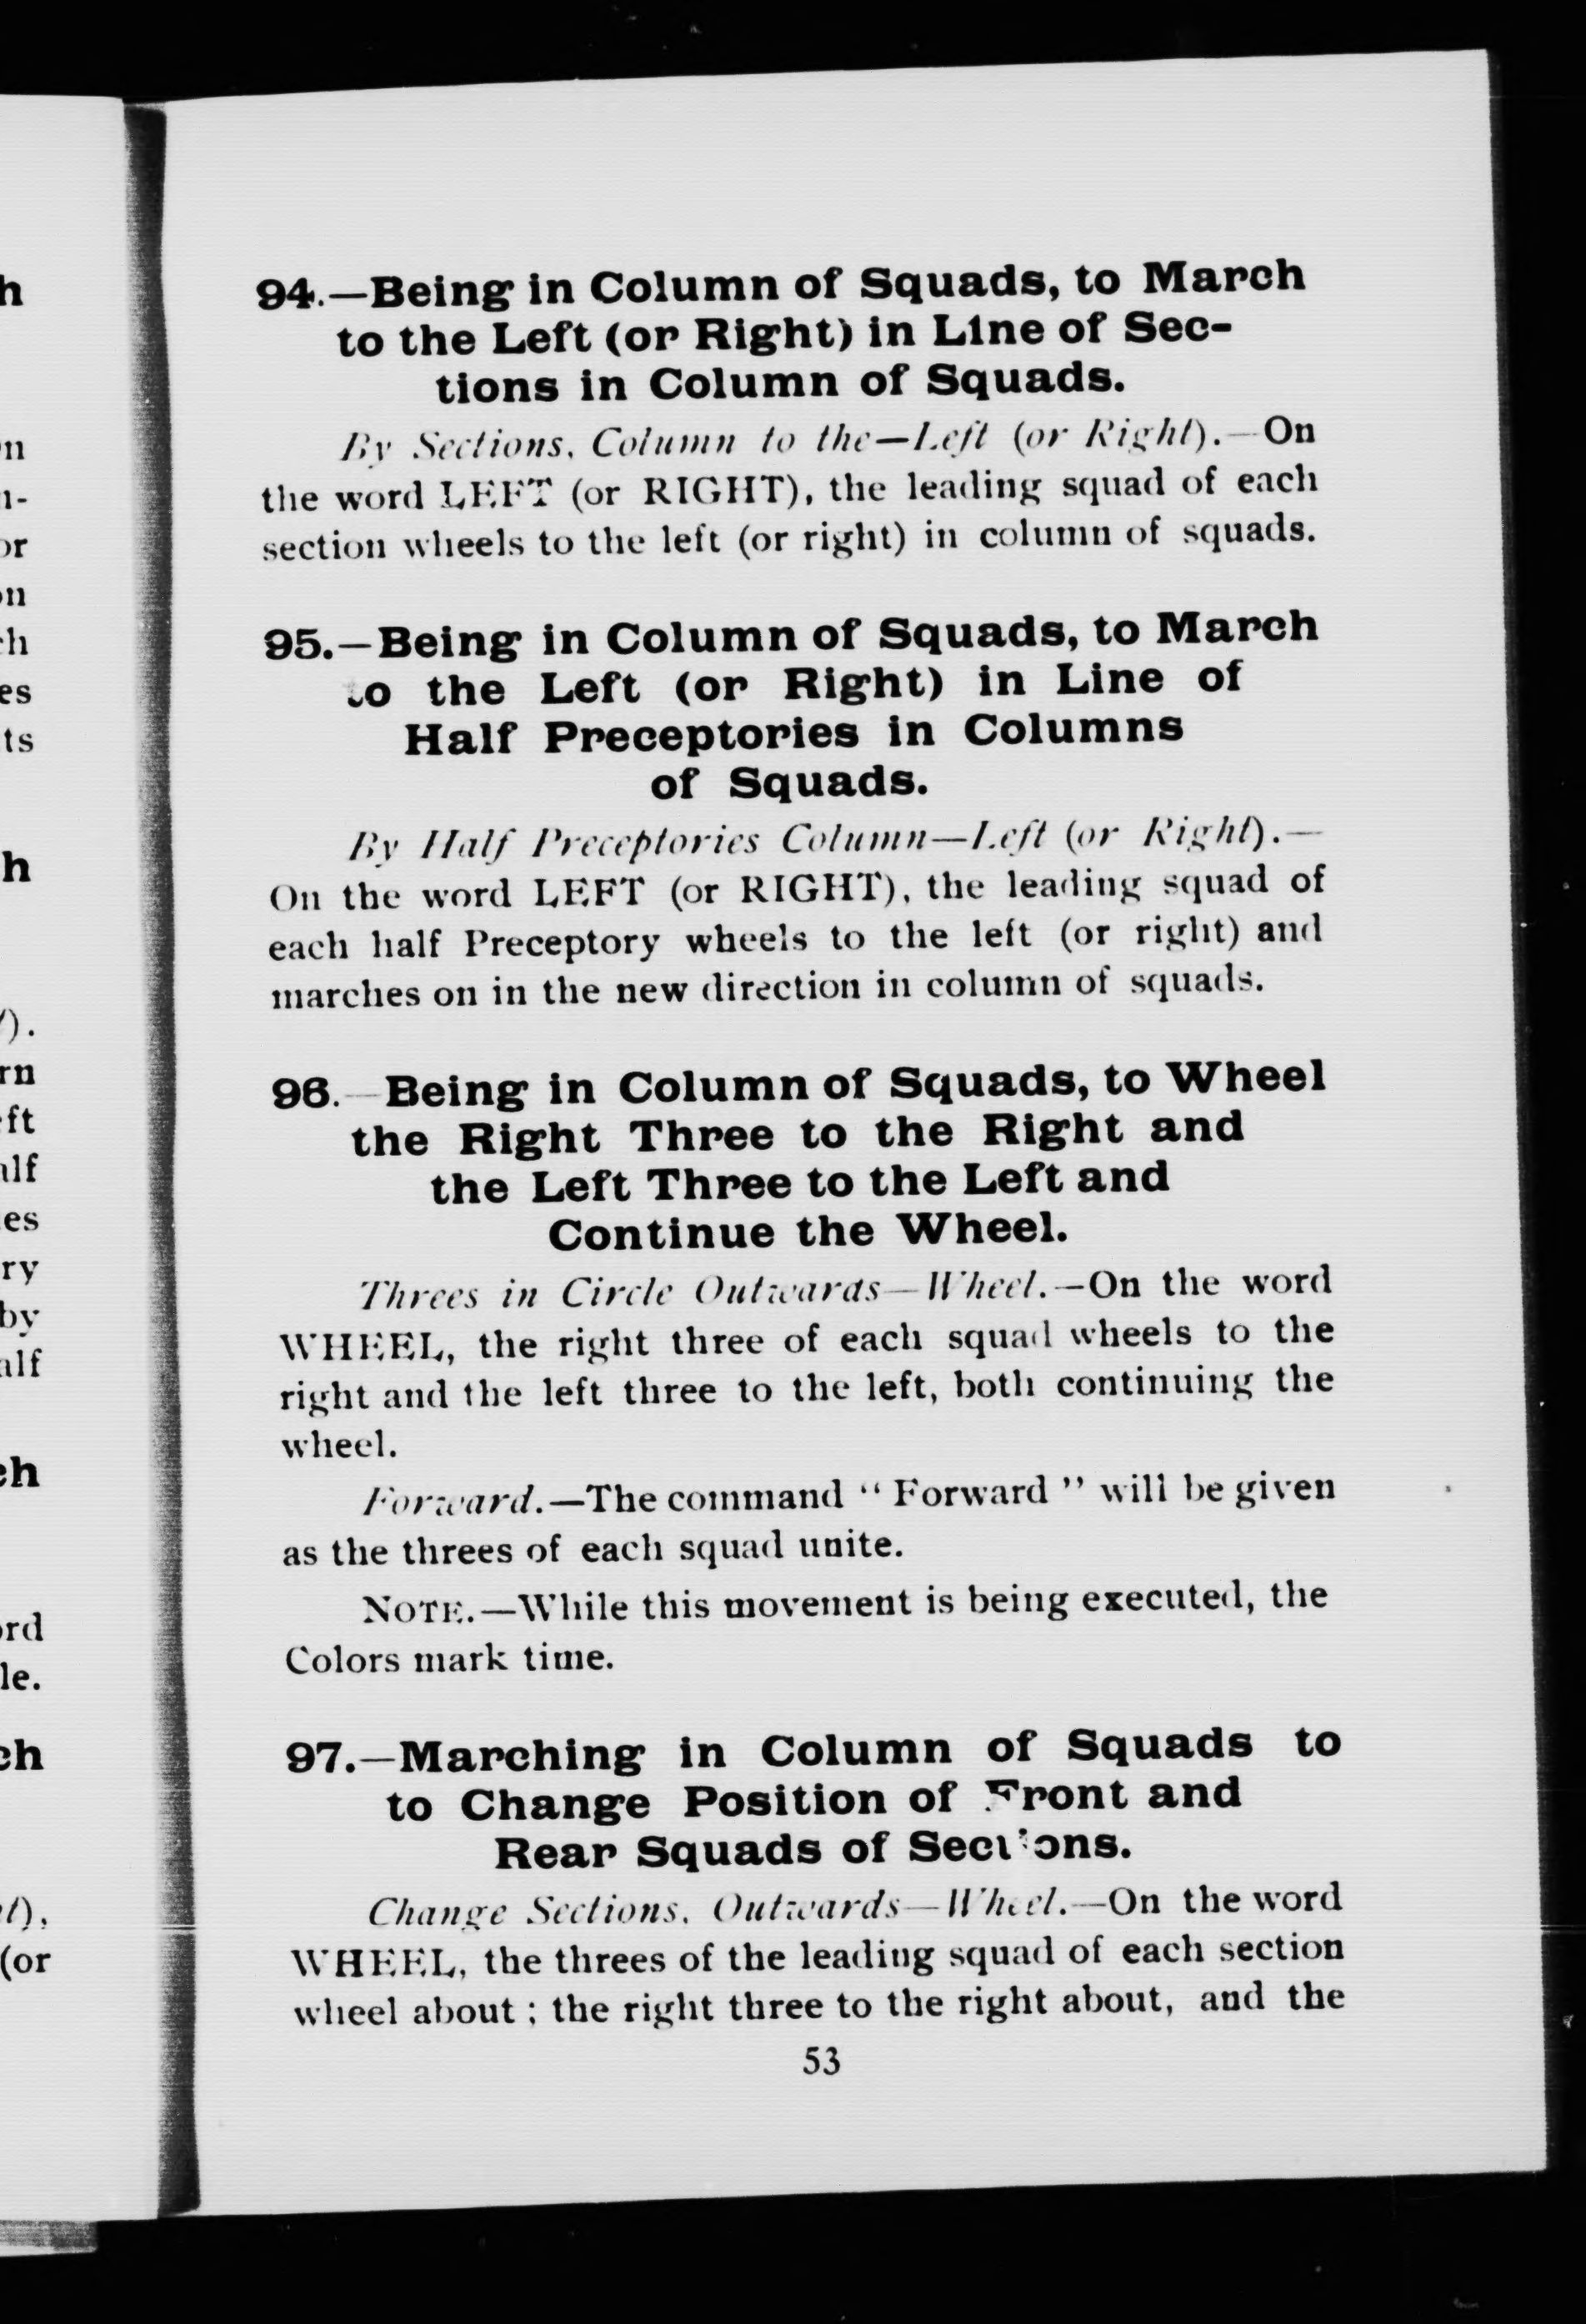 94.—Being in Column of Squads, to March
to the Left (or Right) in Line of Sec-
tions in Column of Squads.
By Sections, Column to the—Left (or Right).—On
the word LEFT (or RIGHT), the leading squad of each
section wheels to the left (or right) in column of squads.
95.—Being in Column of Squads, to March
to the Left (or Right) in Line of
Half Preceptories in Columns
of Squads.
By Half Preceptories Column—Left (or Right).—
On the word LEFT (or RIGHT), the leading squad of
each half Preceptory wheels to the left (or right) and
marches on in the new direction in column of squads.
96.—Being in Column of Squads, to Wheel
the Right Three to the Right and
the Left Three to the Left and
Continue the Wheel.
Threes in Circle Outwards—Wheel.—On the word
WHEEL, the right three of each squad wheels to the
right and the left three to the left, both continuing the
wheel.
Forward.—The command “ Forward ” will be given
as the threes of each squad unite.
NOTE.—While this movement is being executed, the
Colors mark time.
97.—Marching in Column of Squads to
to Change Position of Front and
Rear Squads of Sections.
Change Sections, Outwards—Wheel.—On the word
WHEEL, the threes of the leading squad of each section
wheel about ; the right three to the right about, and the
53